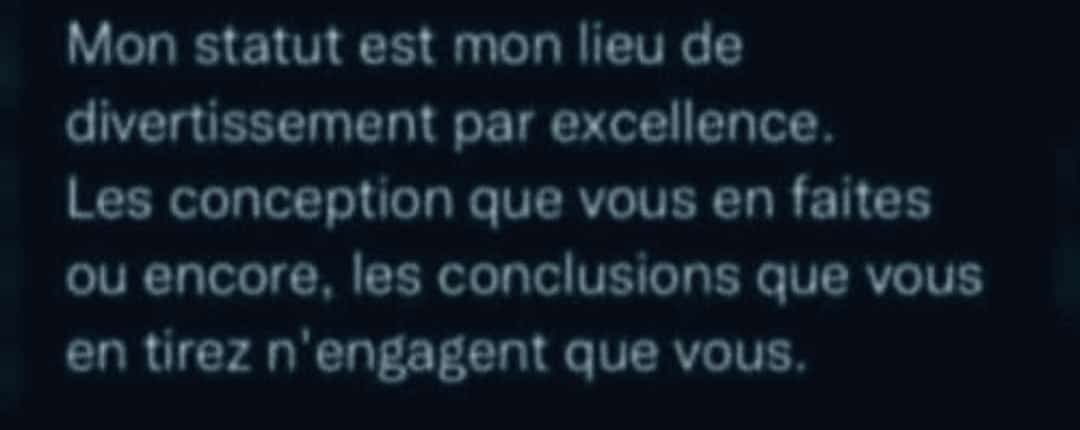 Mon statut est mon lieu de
divertissement par excellence.
Les conception que vous en faites
ou encore, les conclusions que vous
en tirez n'engagent que vous.